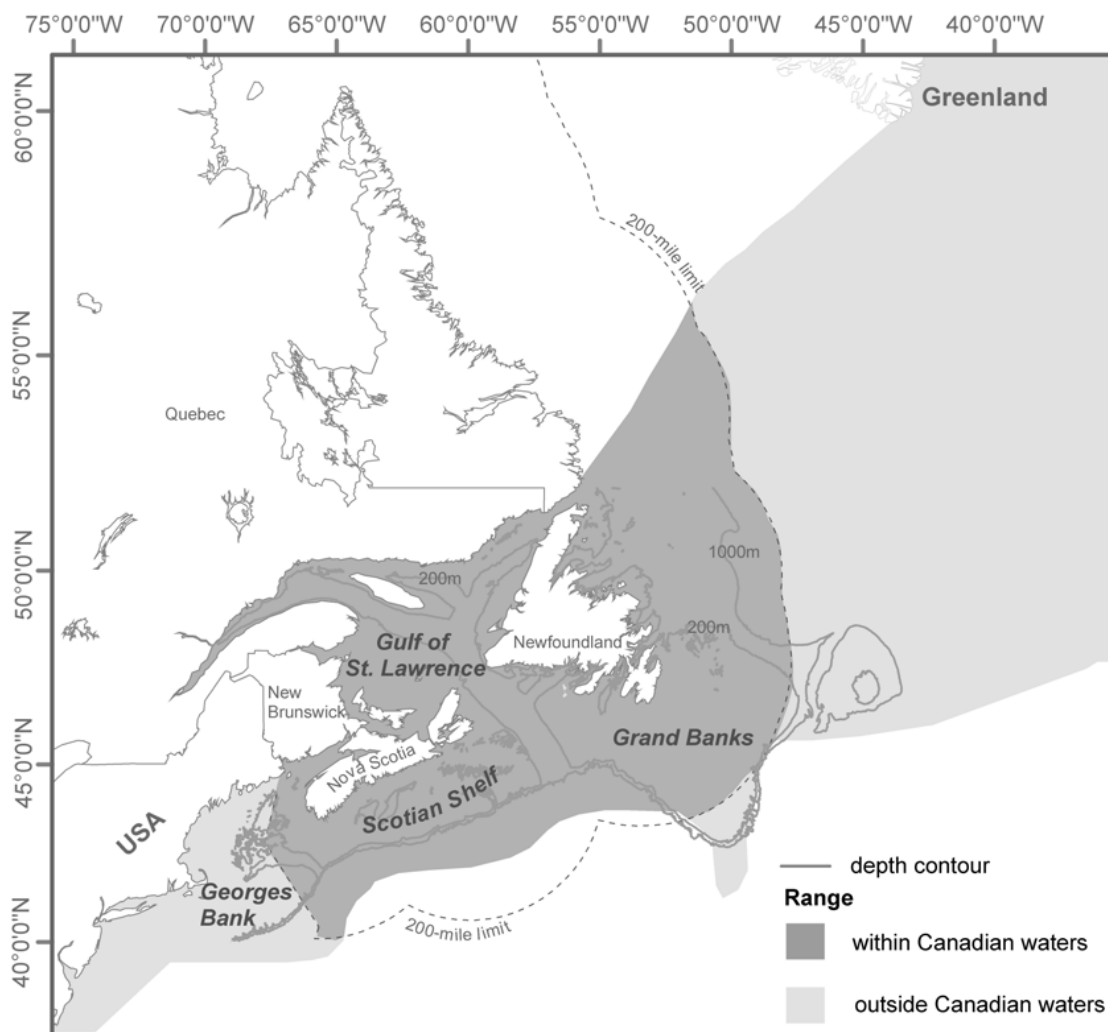 75°0'0"W 70°0'0"W 65°0'0"W 60°0'0"W 55°0'0"W 50°0'0"W 45°0'0"W 40°0'0"W
60°0'0"N
55°0'0"N
50°0'0"N
45°0'0"N
40°0'0"N
Greenland
200-mile limit
Quebec
1000m
200m
200m
Gulf of
St. Lawrence
Newfoundland
New
Brunswick
Nova Scotia
Grand Banks
Scotian Shelf
USA
Georges
Bank
200-mile limit
depth contour
Range
within Canadian waters
outside Canadian waters